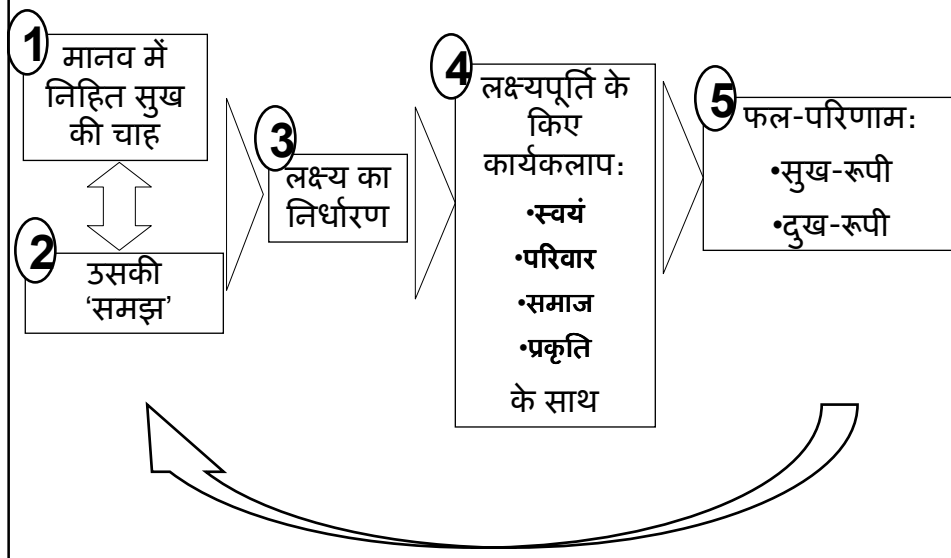 1
मानव में
निहित सुख
की चाह
2
उसकी
‘समझ’
3
लक्ष्य का
निर्धारण
4
लक्ष्यपूर्ति के
किए
कार्यकलाप:
•स्वयं
•परिवार
•समाज
•प्रकृति
के साथ
5
फल-परिणाम:
•सुख-रूपी
•दुख-रूपी